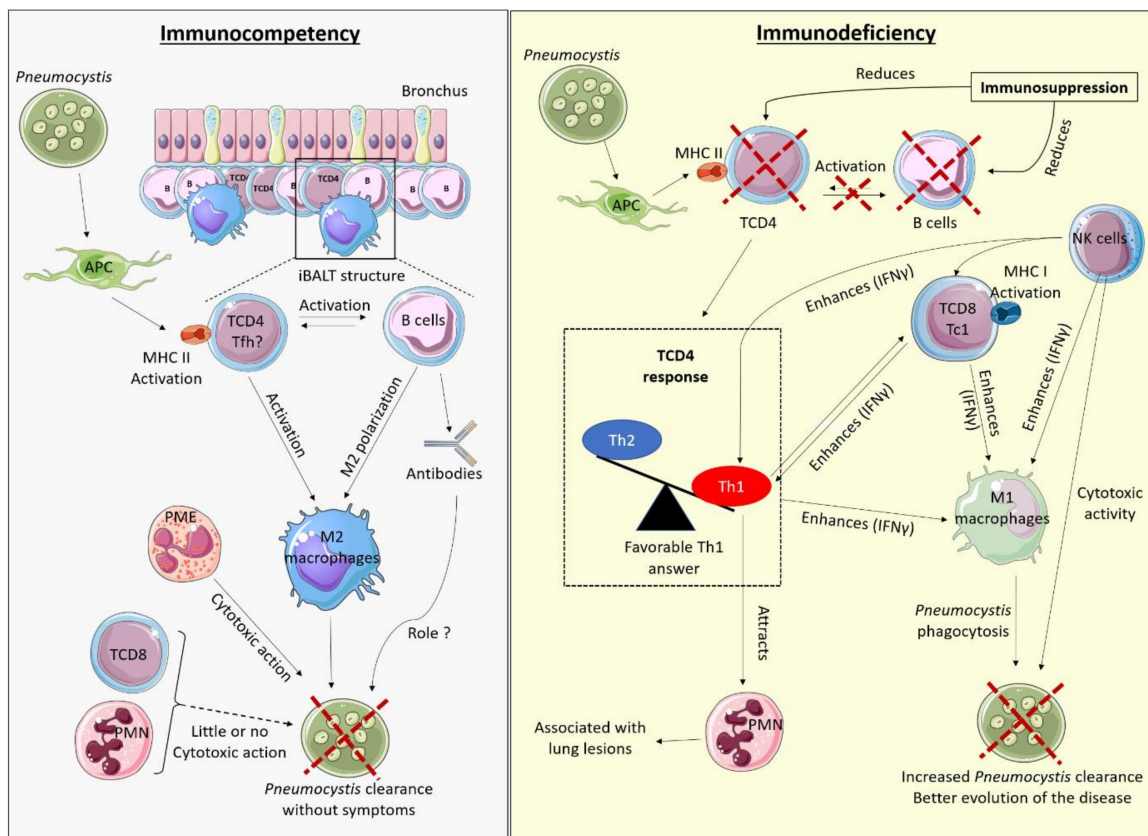 Immunocompetency
Pneumocystis
Bronchus
B
B
TCD4
TCD4
B
TCD4
B
B
B
APC
iBALT structure
Activation
TCD4
Tfh?
B cells
MHC II
Activation
Activation
M2 polarization
Antibodies
PME
M2
macrophages
Cytotoxic action
Role ?
TCD8
PMN
Little or no
Cytotoxic action
Pneumocystis clearance
without symptoms
Immunodeficiency
Pneumocystis
Reduces
Immunosuppression
Reduces
MHC II
Activation
APC
TCD4
B cells
NK cells
Enhances (IFNγ)
MHC I
Activation
TCD8
Tc1
TCD4
response
Enhances (IFNγ)
Enhances
(IFNγ)
Enhances (IFNγ)
Th2
Th1
Enhances (IFNγ)
M1
macrophages
Cytotoxic
activity
Favorable Th1
answer
Attracts
Pneumocystis
phagocytosis
Associated with
lung lesions
PMN
Increased Pneumocystis clearance
Better evolution of the disease